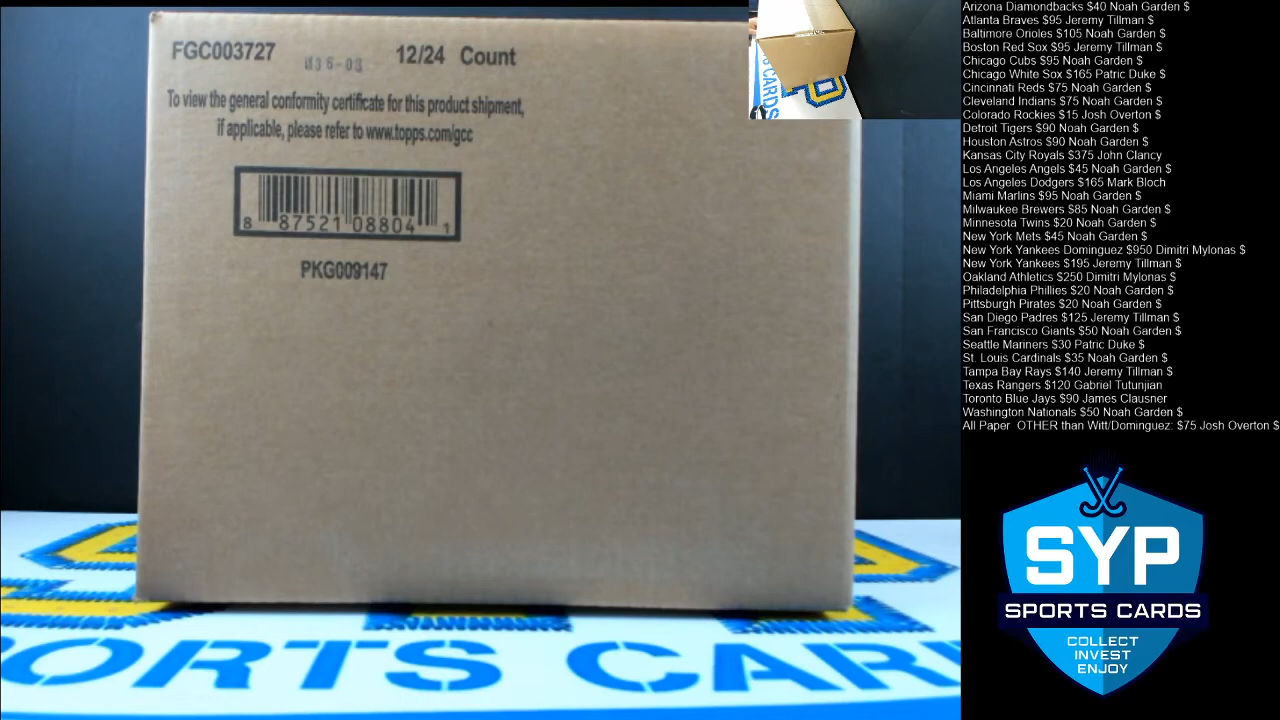 FGC003727 12/24 Count
To view the general conformity certificate for this product shipment,
if applicable, please refer to www.topps.com/gcc
8 87521 08804 1
PKG009147
ORTS CAR
CARDS
Arizona Diamondbacks $40 Noah Garden $
Atlanta Braves $95 Jeremy Tillman $
Baltimore Orioles $105 Noah Garden $
Boston Red Sox $95 Jeremy Tillman $
Chicago Cubs $95 Noah Garden $
Chicago White Sox $165 Patric Duke $
Cincinnati Reds $75 Noah Garden $
Cleveland Indians $75 Noah Garden $
Colorado Rockies $15 Josh Overton $
Detroit Tigers $90 Noah Garden $
Houston Astros $90 Noah Garden $
Kansas City Royals $375 John Clancy
Los Angeles Angels $45 Noah Garden $
Los Angeles Dodgers $165 Mark Bloch
Miami Marlins $95 Noah Garden $
Milwaukee Brewers $85 Noah Garden $
Minnesota Twins $20 Noah Garden $
New York Mets $45 Noah Garden $
New York Yankees Dominguez $950 Dimitri Mylonas $
New York Yankees $195 Jeremy Tillman $
Oakland Athletics $250 Dimitri Mylonas $
Philadelphia Phillies $20 Noah Garden $
Pittsburgh Pirates $20 Noah Garden $
San Diego Padres $125 Jeremy Tillman $
San Francisco Giants $50 Noah Garden $
Seattle Mariners $30 Patric Duke $
St. Louis Cardinals $35 Noah Garden $
Tampa Bay Rays $140 Jeremy Tillman $
Texas Rangers $120 Gabriel Tutunjian
Toronto Blue Jays $90 James Clausner
Washington Nationals $50 Noah Garden $
All Paper OTHER than Witt/Dominguez: $75 Josh Overton $
SYP
SPORTS CARDS
COLLECT
INVEST
ENJOY